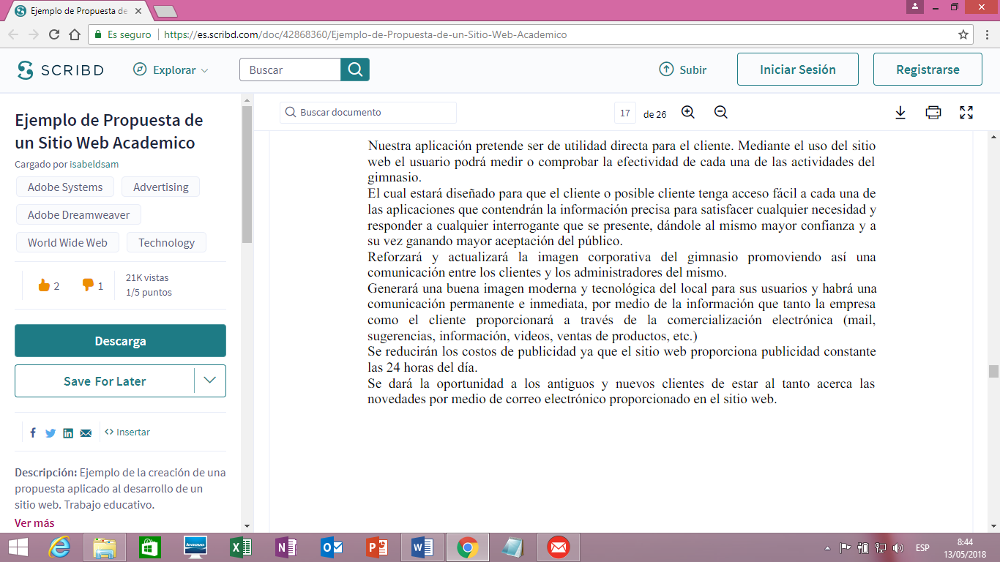 Ejemplo de Propuesta de
Es seguro
https://es.scribd.com/doc/42868360/Ejemplo-de-Propuesta-de-un-Sitio-Web-Academico
SCRIBD
Explorar
Buscar
Subir
Iniciar Sesión
Registrarse
Ejemplo de Propuesta de
un Sitio Web Academico
Cargado por isabeldsam
Adobe Systems
Advertising
Adobe Dreamweaver
World Wide Web
Technology
2
1
21K vistas
1/5 puntos
Descarga
Save For Later
Insertar
Descripción: Ejemplo de la creación de una
propuesta aplicado al desarrollo de un
sitio web. Trabajo educativo.
Ver más
Buscar documento
17 de 26
Nuestra aplicación pretende ser de utilidad directa para el cliente. Mediante el uso del sitio
web el usuario podrá medir o comprobar la efectividad de cada una de las actividades del
gimnasio.
El cual estará diseñado para que el cliente o posible cliente tenga acceso fácil a cada una de
las aplicaciones que contendrán la información precisa para satisfacer cualquier necesidad y
responder a cualquier interrogante que se presente, dándole al mismo mayor confianza y a
su vez ganando mayor aceptación del público.
Reforzará y actualizará la imagen corporativa del gimnasio promoviendo así una
comunicación entre los clientes y los administradores del mismo.
Generará una buena imagen moderna y tecnológica del local para sus usuarios y habrá una
comunicación permanente e inmediata, por medio de la información que tanto la empresa
como el cliente proporcionará a través de la comercialización electrónica (mail,
sugerencias, información, videos, ventas de productos, etc.)
Se reducirán los costos de publicidad ya que el sitio web proporciona publicidad constante
las 24 horas del día.
Se dará la oportunidad a los antiguos y nuevos clientes de estar al tanto acerca las
novedades por medio de correo electrónico proporcionado en el sitio web.
lenovo
ESP
8:44
13/05/2018